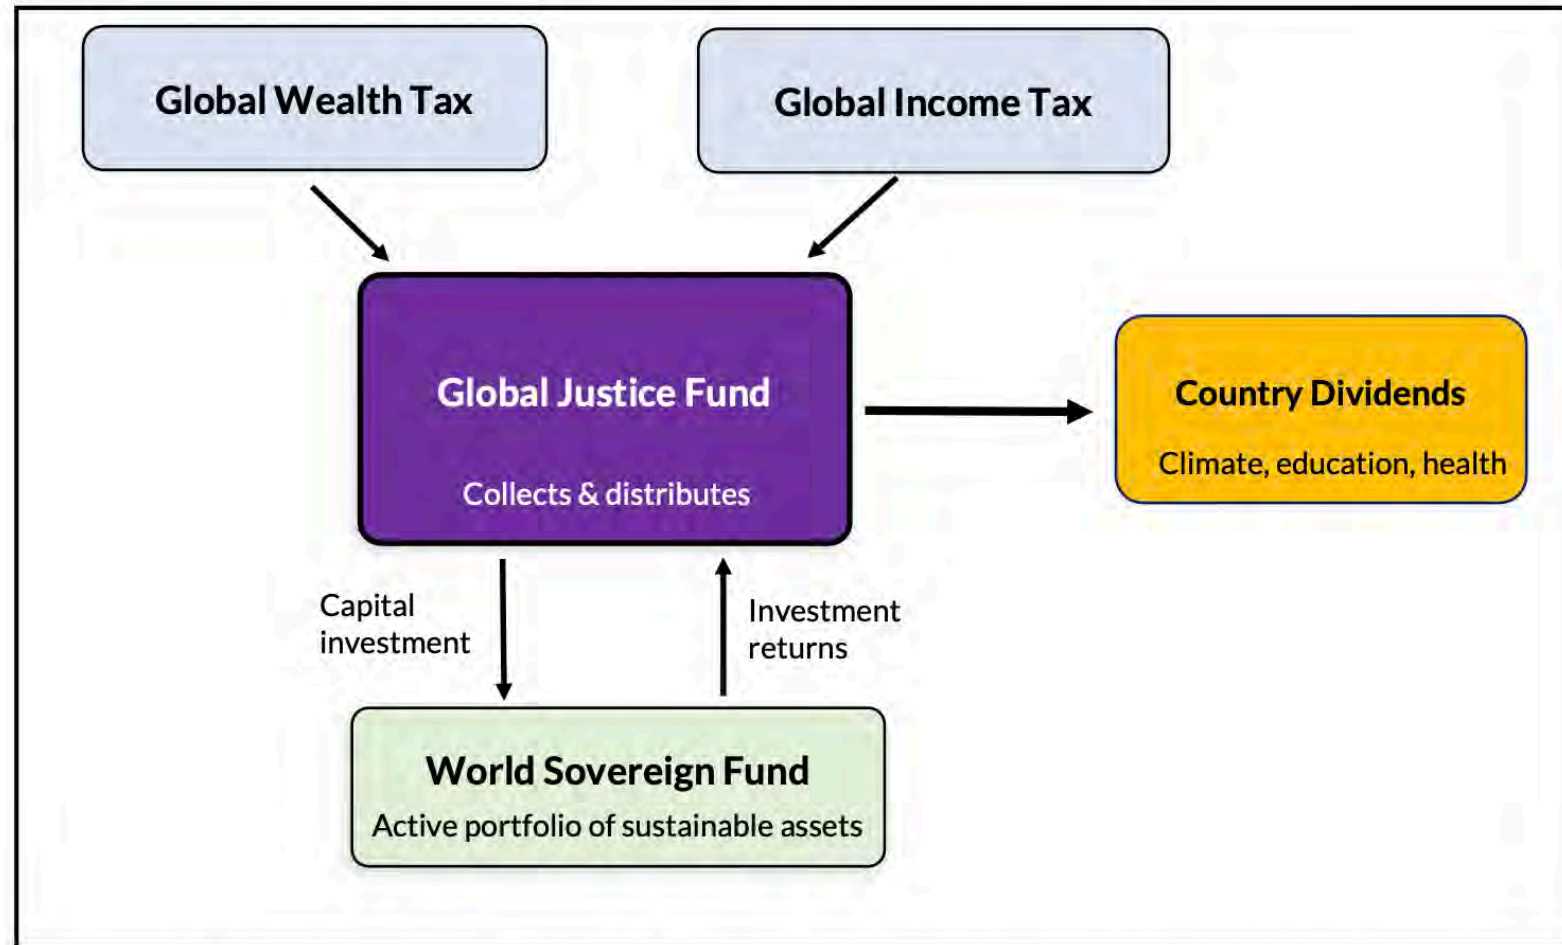 Global Wealth Tax
Global Income Tax
Global Justice Fund
Collects & distributes
Country Dividends
Climate, education, health
Capital
investment
Investment
returns
World Sovereign Fund
Active portfolio of sustainable assets